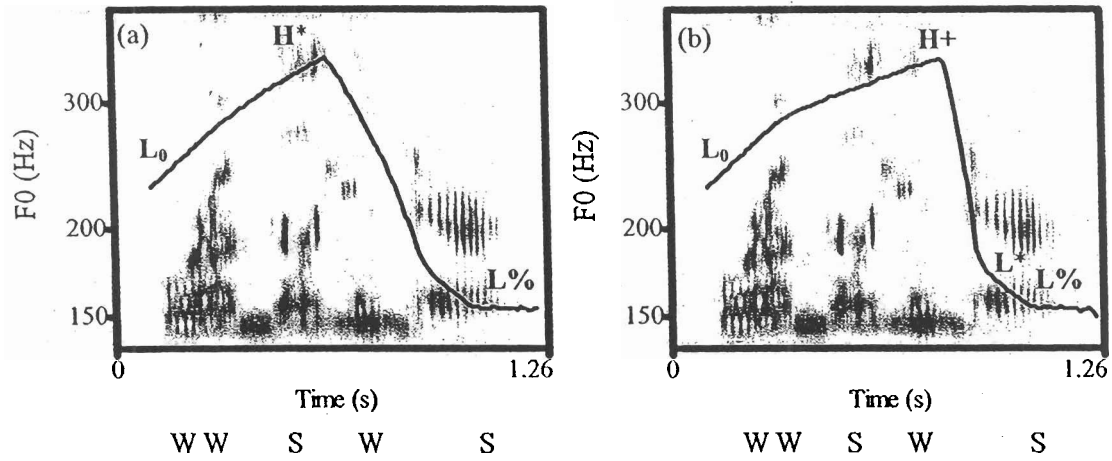 (a)
H*
300
L₀
F0 (Hz)
200
L%
150
0
1.26
Time (s)
W W S W S
(b)
H+
300
L₀
F0 (Hz)
200
L*
L%
150
0
1.26
Time (s)
W W S W S